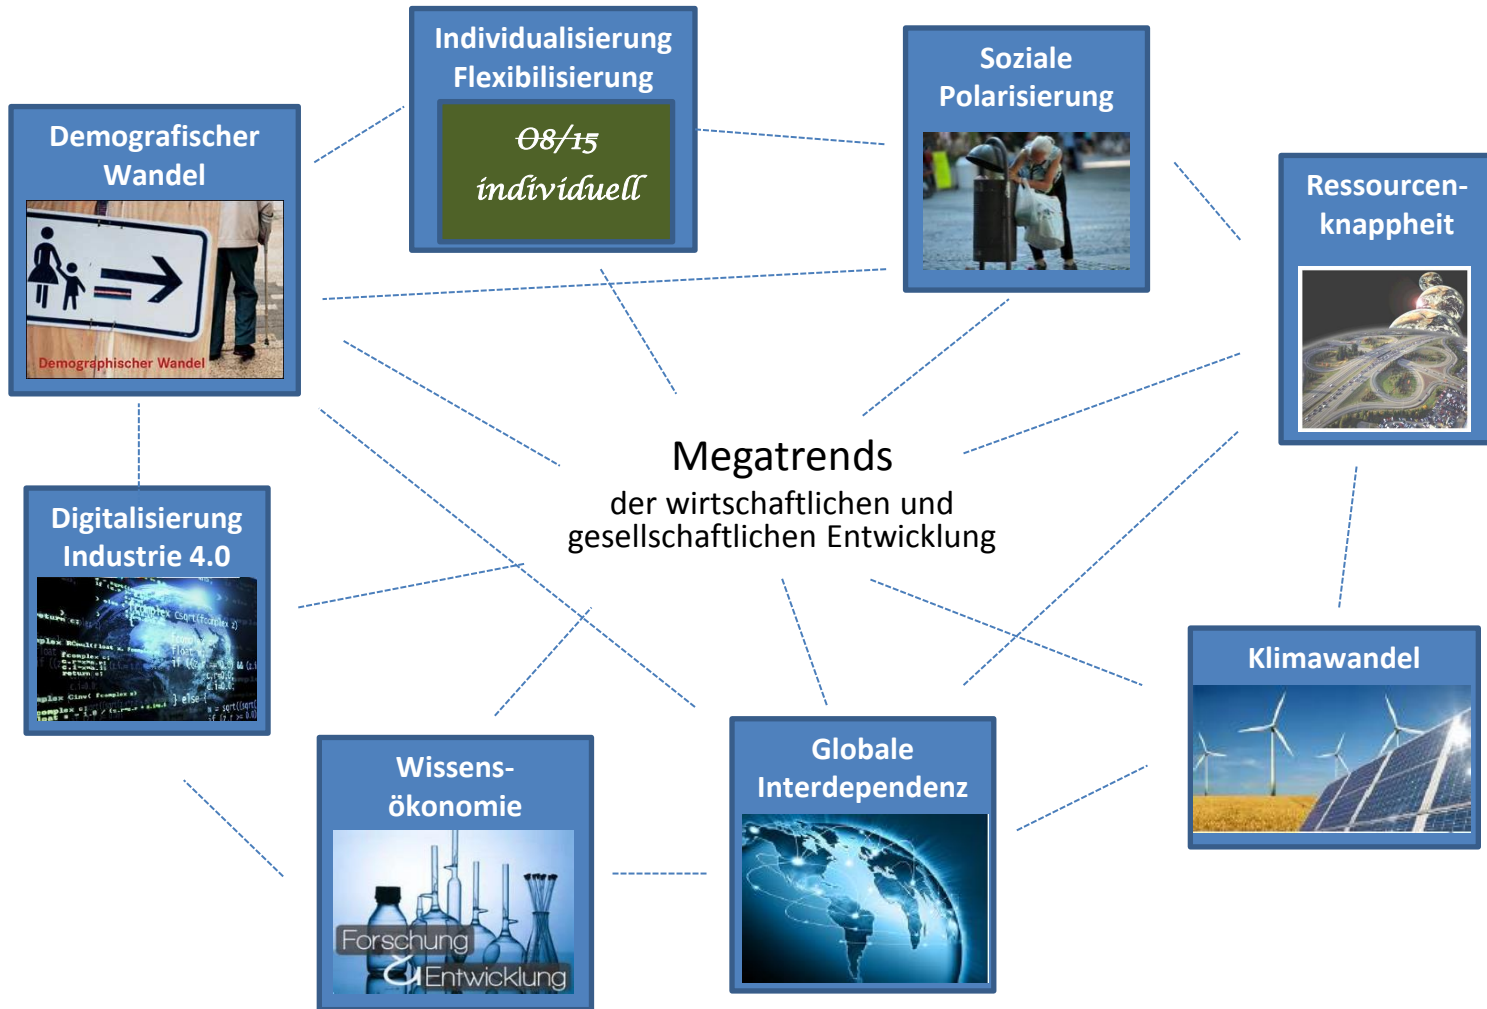 Individualisierung
Flexibilisierung
08/15
individuell
Soziale
Polarisierung
Demografischer
Wandel
Demographischer Wandel
Ressourcen-
knappheit
Megatrends
der wirtschaftlichen und
gesellschaftlichen Entwicklung
Digitalisierung
Industrie 4.0
Klimawandel
Wissens-
ökonomie
Forschung
&
Entwicklung
Globale
Interdependenz